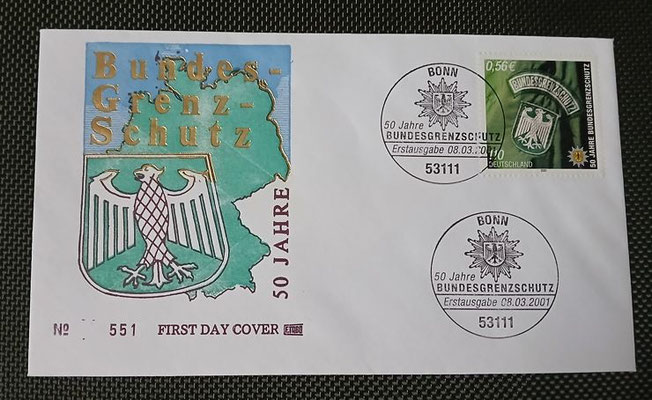 Bundes-
Grenz-
Schutz
50 JAHRE
Nº 551 FIRST DAY COVER
BONN
50 Jahre
BUNDESGRENZSCHUTZ
Erstausgabe 08.03.2001
53111
0,56€
BUNDESGRENZSCHUTZ
110
DEUTSCHLAND
50 JAHRE BUNDESGRENZSCHUTZ
BONN
50 Jahre
BUNDESGRENZSCHUTZ
Erstausgabe 08.03.2001
53111